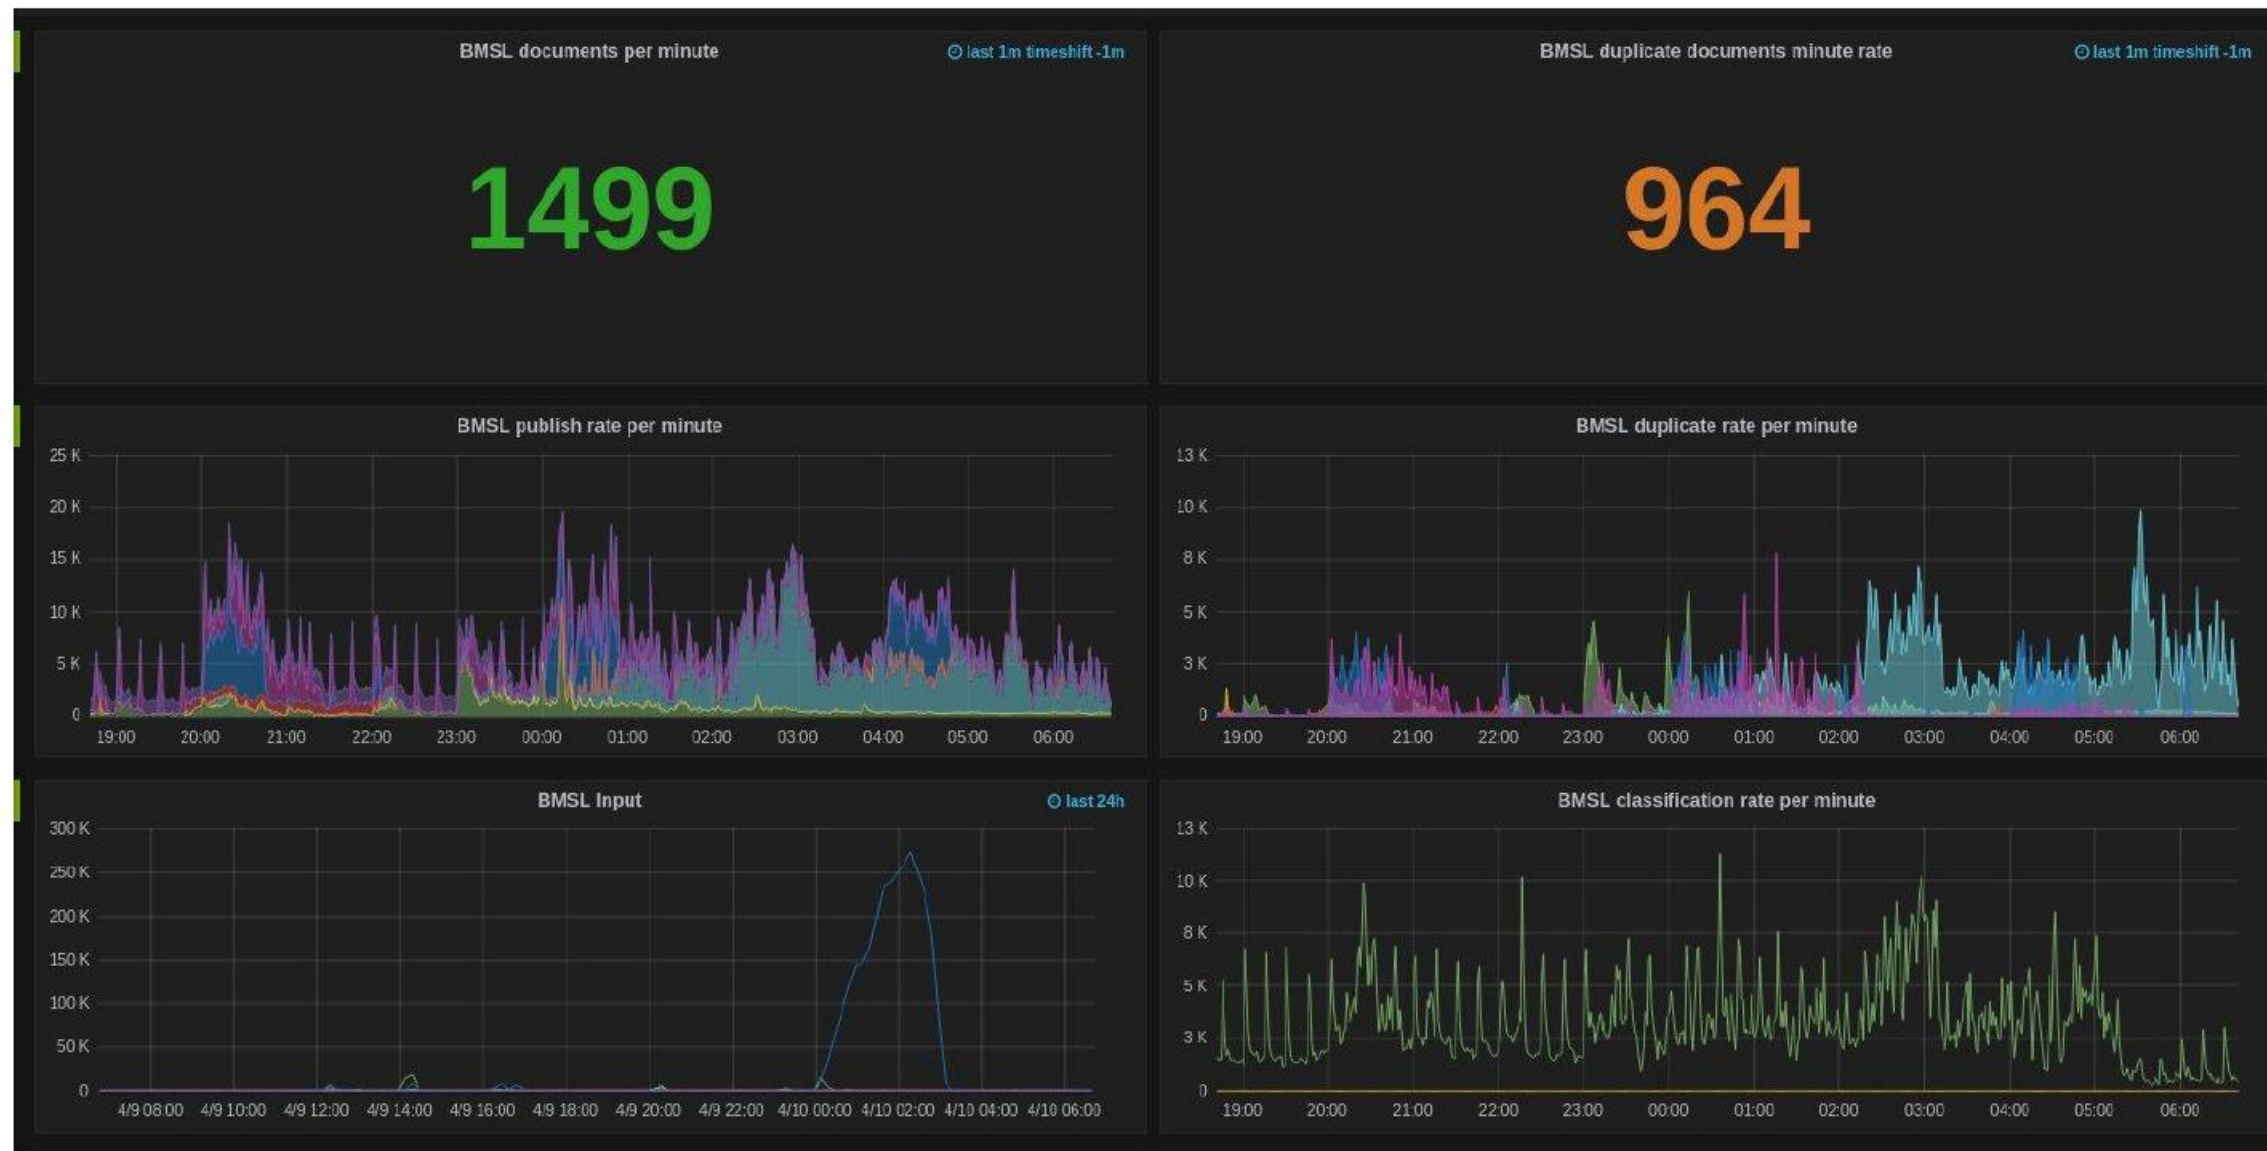 BMSL documents per minute
last 1m timeshift -1m
1499
BMSL duplicate documents minute rate
last 1m timeshift -1m
964
BMSL publish rate per minute
25 K
20 K
15 K
10 K
5 K
0
19:00 20:00 21:00 22:00 23:00 00:00 01:00 02:00 03:00 04:00 05:00 06:00
BMSL duplicate rate per minute
13 K
10 K
8 K
5 K
3 K
0
19:00 20:00 21:00 22:00 23:00 00:00 01:00 02:00 03:00 04:00 05:00 06:00
BMSL Input
last 24h
300 K
250 K
200 K
150 K
100 K
50 K
0
4/9 08:00 4/9 10:00 4/9 12:00 4/9 14:00 4/9 16:00 4/9 18:00 4/9 20:00 4/9 22:00 4/10 00:00 4/10 02:00 4/10 04:00 4/10 06:00
BMSL classification rate per minute
13 K
10 K
8 K
5 K
3 K
0
19:00 20:00 21:00 22:00 23:00 00:00 01:00 02:00 03:00 04:00 05:00 06:00